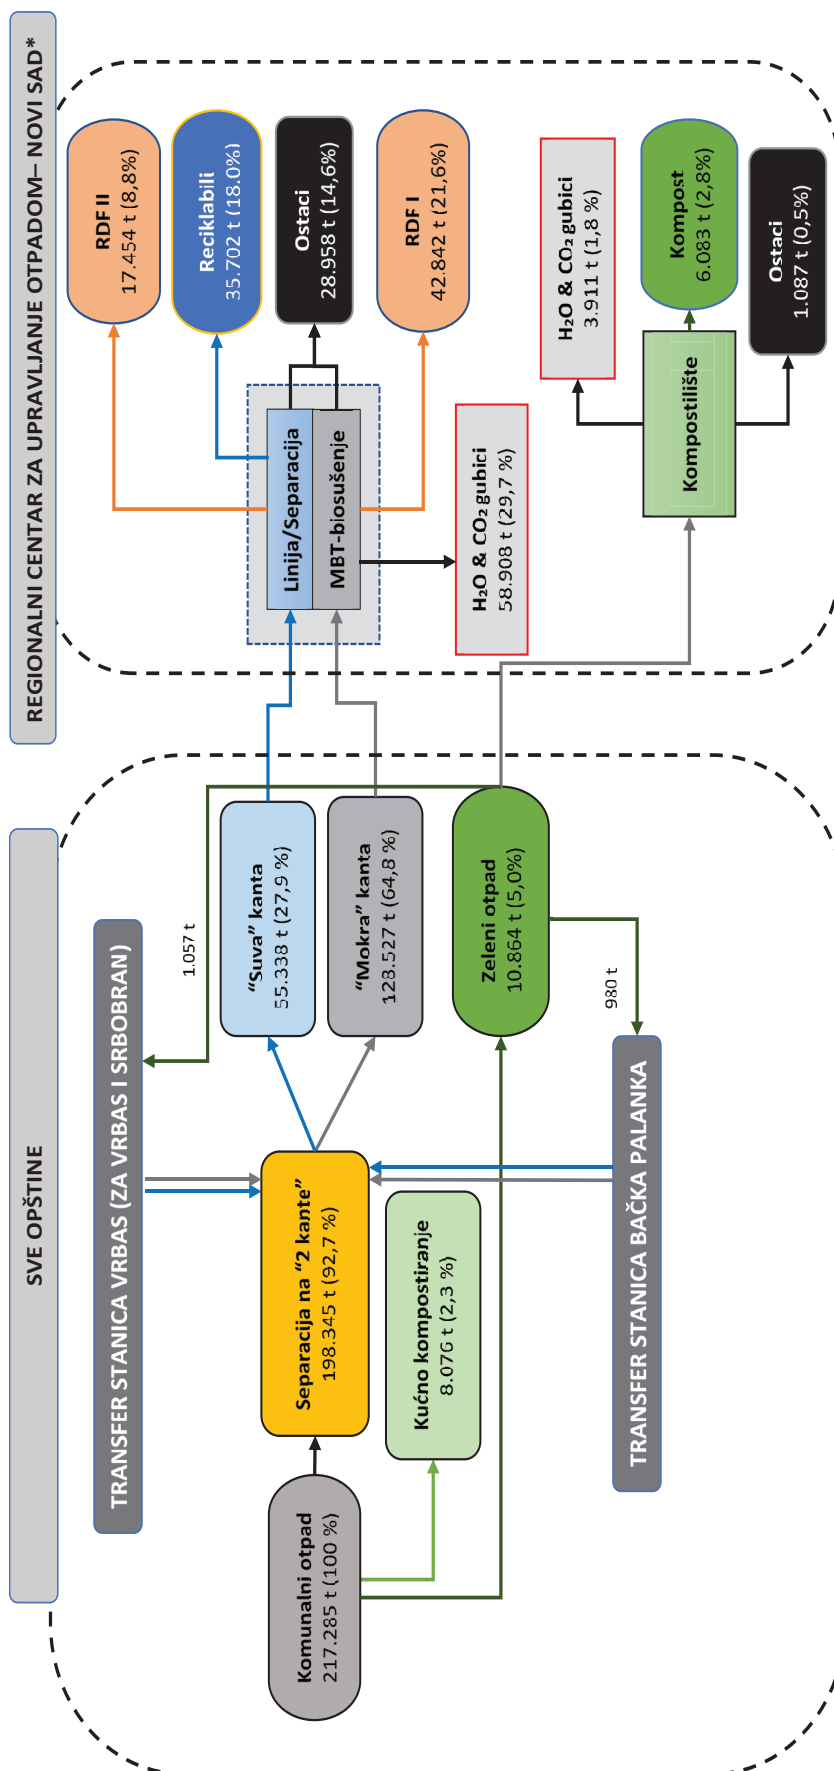 SVE OPŠTINE
REGIONALNI CENTAR ZA UPRAVLJANJE OTPADOM– NOVI SAD*
TRANSFER STANICA VRBAS (ZA VRBAS I SRBOBRAN)
1.057 t
Komunalni otpad
217.285 t (100 %)
Separacija na “2 kante”
198.345 t (92,7 %)
Kućno kompostiranje
8.076 t (2,3 %)
“Suva” kanta
55.338 t (27,9 %)
“Mokra” kanta
128.527 t (64,8 %)
Zeleni otpad
10.864 t (5,0%)
980 t
TRANSFER STANICA BAČKA PALANKA
Linija/Separacija
MBT-biosušenje
RDF II
17.454 t (8,8%)
Reciklabili
35.702 t (18.0%)
Ostaci
28.958 t (14,6%)
RDF I
42.842 t (21,6%)
H₂O & CO₂ gubici
58.908 t (29,7 %)
Kompostilište
H₂O & CO₂ gubici
3.911 t (1,8 %)
Kompost
6.083 t (2,8%)
Ostaci
1.087 t (0,5%)